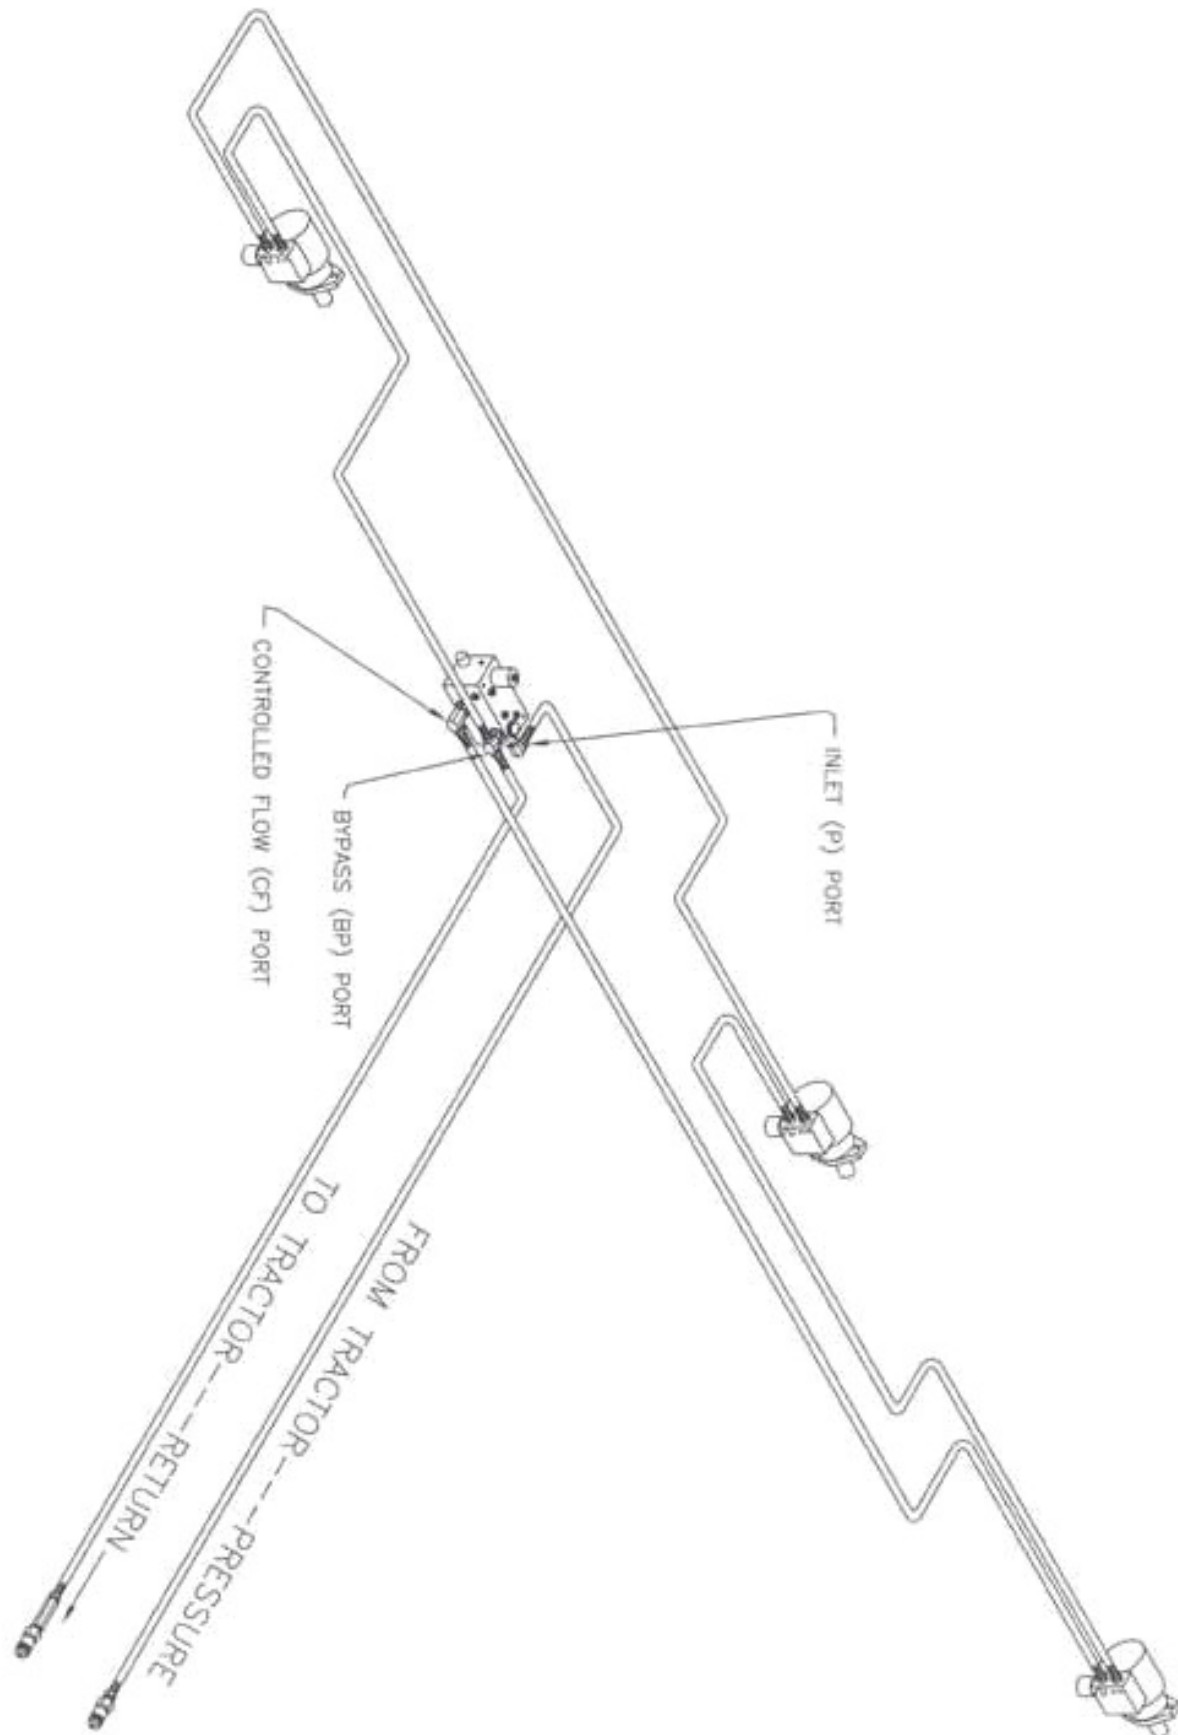 INLET (P) PORT
BYPASS (BP) PORT
CONTROLLED FLOW (CF) PORT
FROM TRACTOR----PRESSURE
TO TRACTOR----RETURN